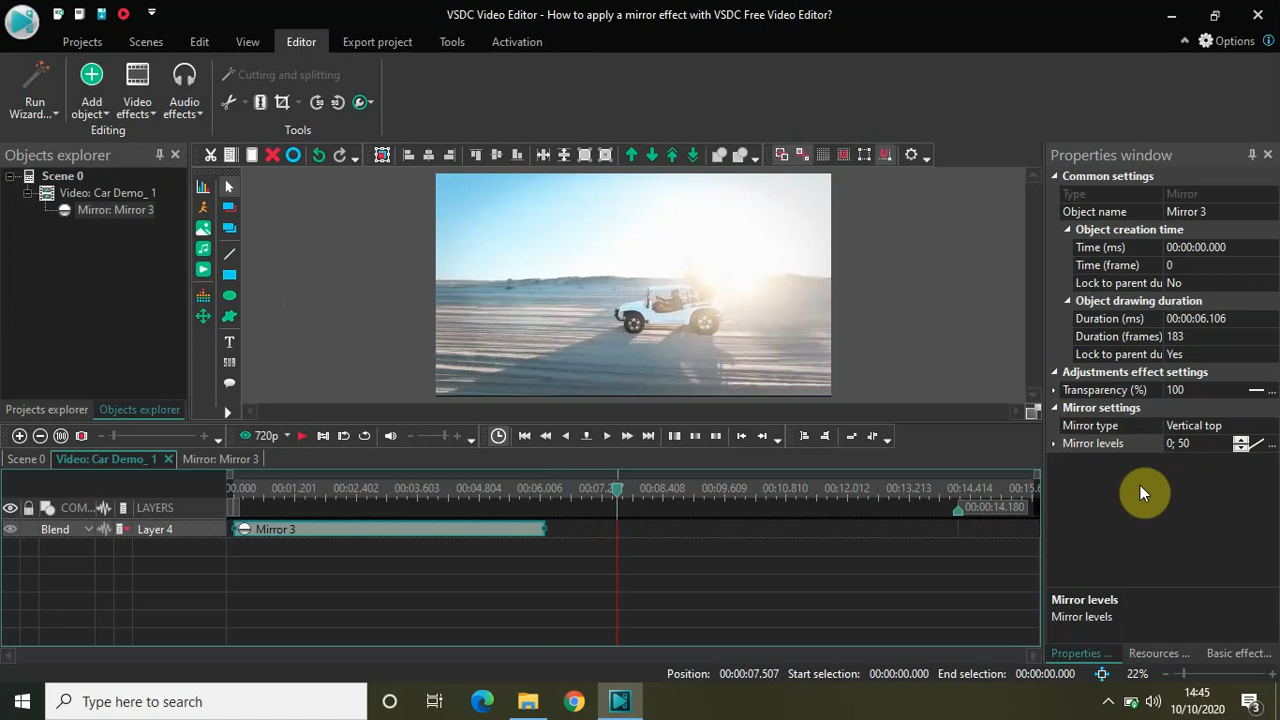 VSDC Video Editor - How to apply a mirror effect with VSDC Free Video Editor?
Projects Scenes Edit View Editor Export project Tools Activation Options
Run Wizard...
Add object
Video effects
Audio effects
Editing
Cutting and splitting
Tools
Objects explorer
Scene 0
Video: Car Demo_ 1
Mirror: Mirror 3
Projects explorer Objects explorer
Properties window
Common settings
Type Mirror
Object name Mirror 3
Object creation time
Time (ms) 00:00:00.000
Time (frame) 0
Lock to parent du No
Object drawing duration
Duration (ms) 00:00:06.106
Duration (frames) 183
Lock to parent du Yes
Adjustments effect settings
Transparency (%) 100
Mirror settings
Mirror type Vertical top
Mirror levels 0; 50
Mirror levels
Mirror levels
Properties ... Resources ... Basic effect...
720p
Scene 0 Video: Car Demo_ 1 Mirror: Mirror 3
00.000 00:01.201 00:02.402 00:03.603 00:04.804 00:06.006 00:08.408 00:09.609 00:10.810 00:12.012 00:13.213 00:14.414
COM... LAYERS
00:00:14.180
Blend Layer 4 Mirror 3
Position: 00:00:07.507 Start selection: 00:00:00.000 End selection: 00:00:00.000 22%
Type here to search
14:45
10/10/2020
3